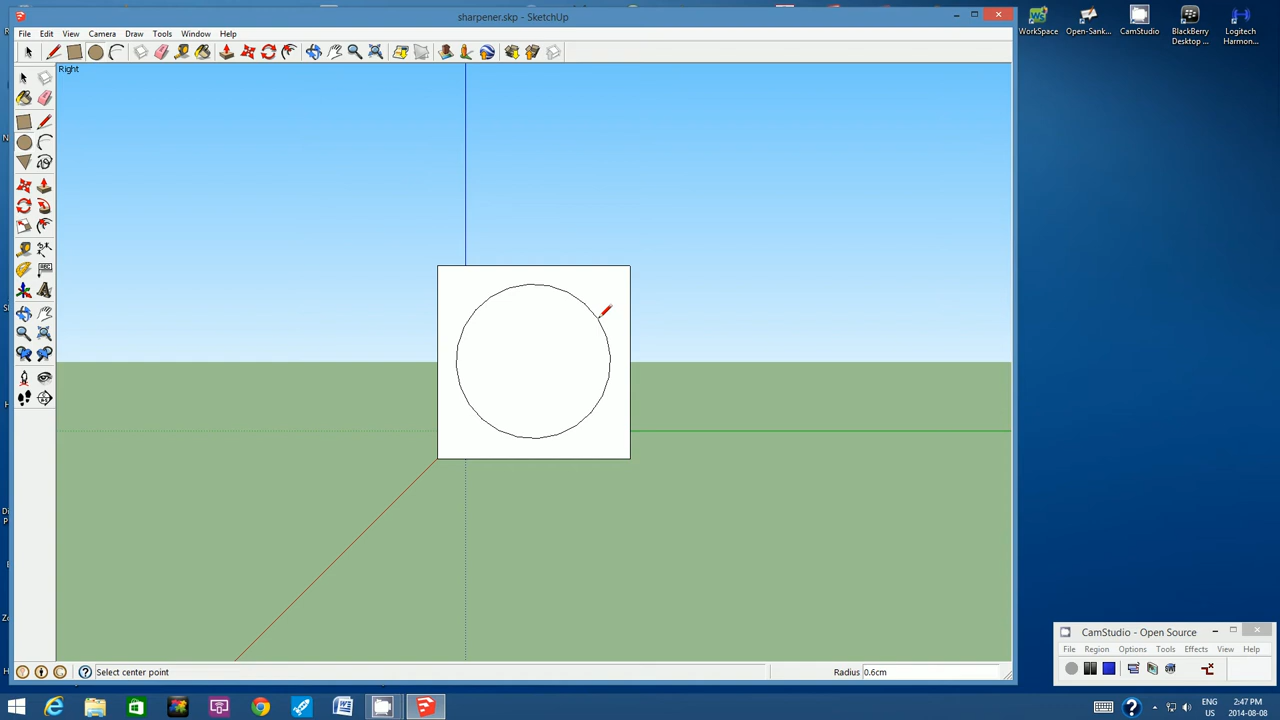 sharpener.skp - SketchUp
File Edit View Camera Draw Tools Window Help
Right
Select center point
Radius 0.6cm
WorkSpace
Open-Sank...
CamStudio
BlackBerry Desktop ...
Logitech Harmon...
CamStudio - Open Source
File Region Options Tools Effects View Help
ENG
US
2:47 PM
2014-08-08